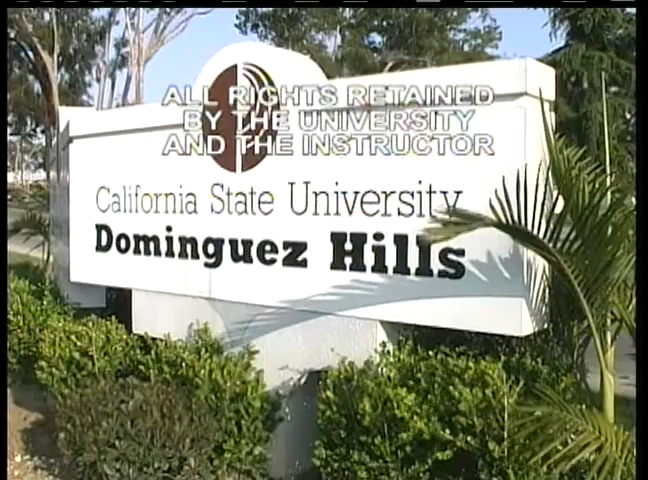 ALL RIGHTS RETAINED
BY THE UNIVERSITY
AND THE INSTRUCTOR
California State University
Dominguez Hills